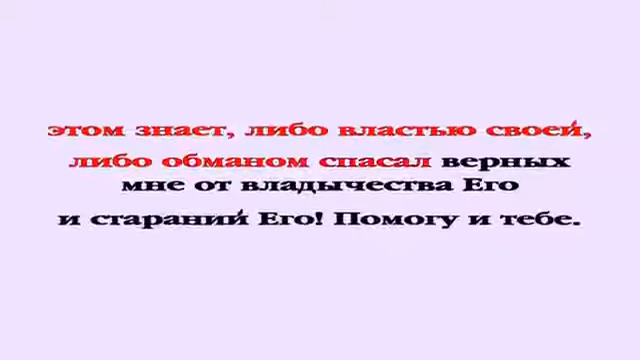 этом знает, либо властью своей,
либо обманом спасал верных
мне от владычества Его
и стараний Его! Помогу и тебе.